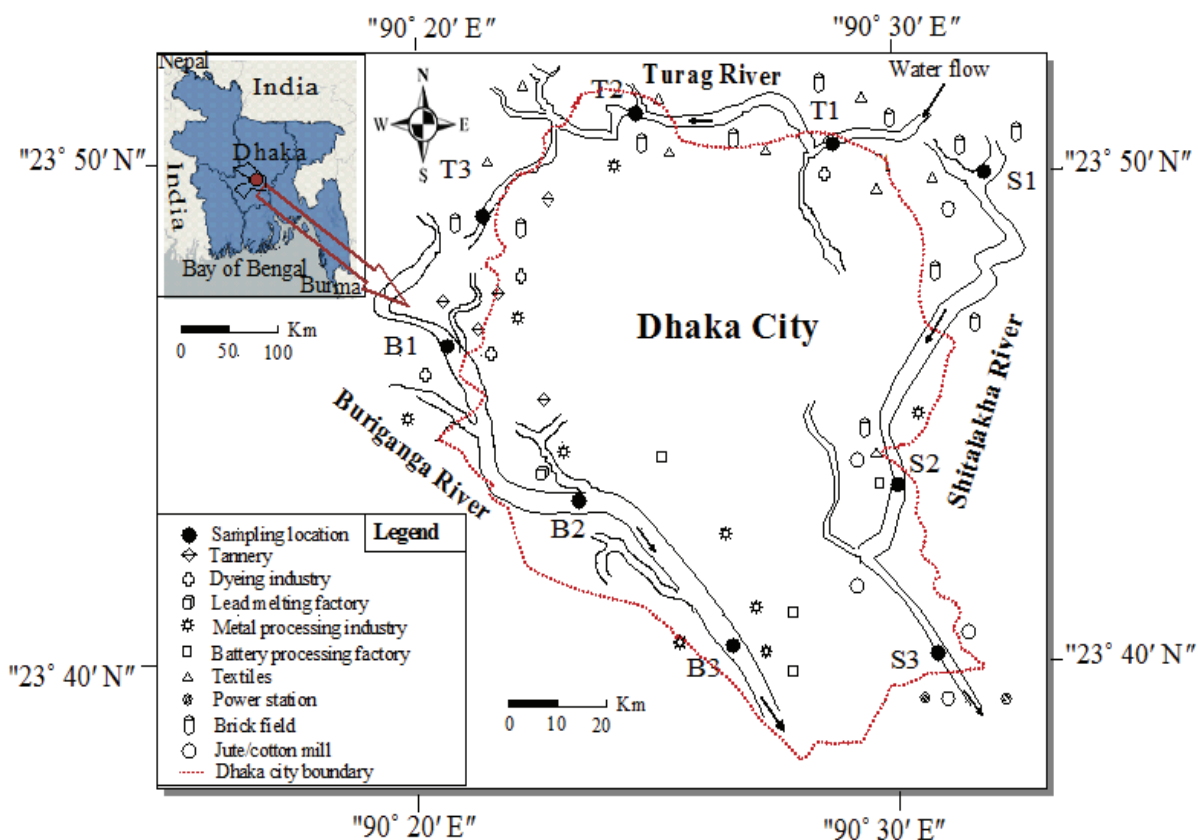 "90˚ 20′ E"
"90˚ 30′ E"
Nepal
India
Dhaka
India
Bay of Bengal
Burma
N
W E
S
Turag River
Water flow
T2
T1
"23˚ 50′ N"
"23˚ 50′ N"
T3
S1
Km
0 50. 100
Dhaka City
B1
Buriganga River
Shitalakha River
S2
B2
Legend
Sampling location
Tannery
Dyeing industry
Lead melting factory
Metal processing industry
Battery processing factory
Textiles
Power station
Brick field
Jute/cotton mill
Dhaka city boundary
B3
S3
"23˚ 40′ N"
"23˚ 40′ N"
Km
0 10 20
"90˚ 20′ E"
"90˚ 30′ E"